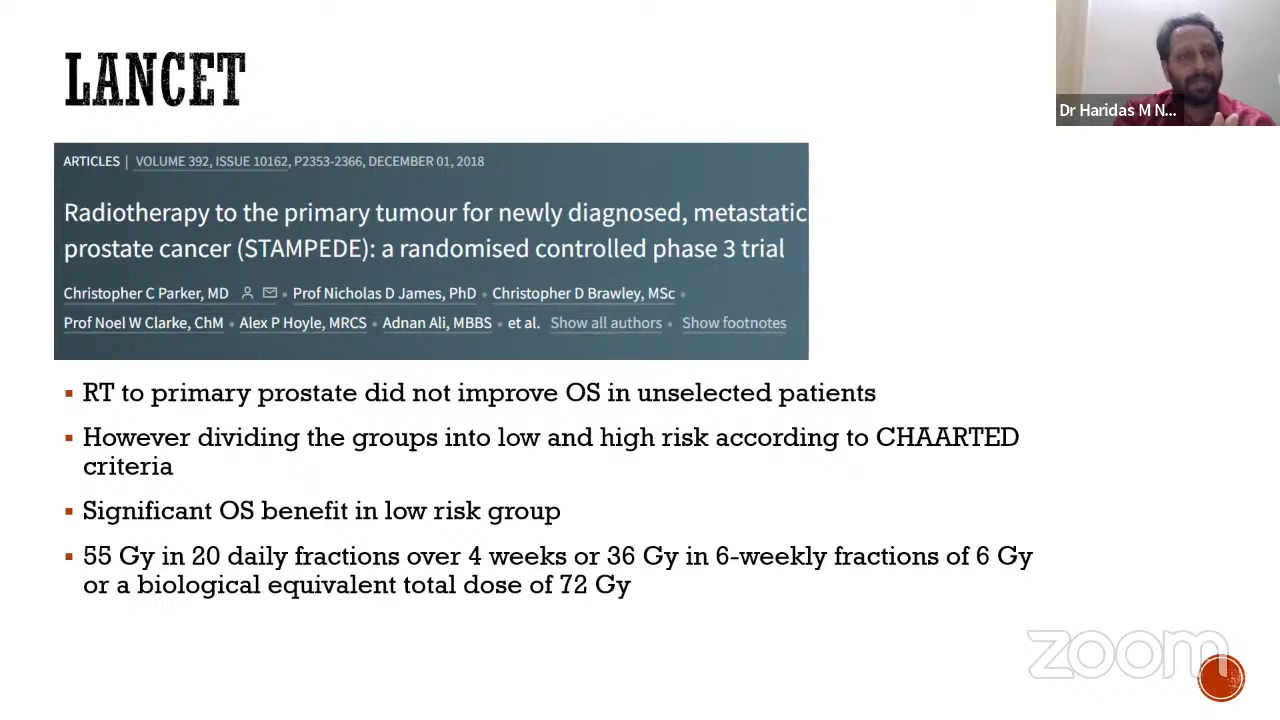 LANCET
Dr Haridas M N...
ARTICLES | VOLUME 392, ISSUE 10162, P2353-2366, DECEMBER 01, 2018
Radiotherapy to the primary tumour for newly diagnosed, metastatic
prostate cancer (STAMPEDE): a randomised controlled phase 3 trial
Christopher C Parker, MD • Prof Nicholas D James, PhD • Christopher D Brawley, MSc •
Prof Noel W Clarke, ChM • Alex P Hoyle, MRCS • Adnan Ali, MBBS • et al. Show all authors • Show footnotes
▪ RT to primary prostate did not improve OS in unselected patients
▪ However dividing the groups into low and high risk according to CHAARTED
criteria
▪ Significant OS benefit in low risk group
▪ 55 Gy in 20 daily fractions over 4 weeks or 36 Gy in 6-weekly fractions of 6 Gy
or a biological equivalent total dose of 72 Gy
zoom